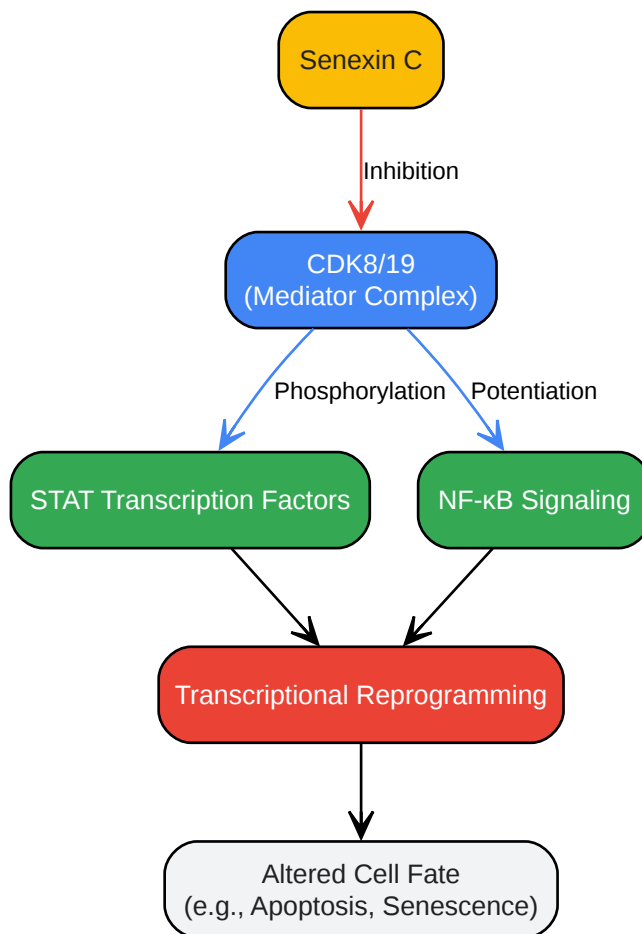 Senexin C
Inhibition
CDK8/19
(Mediator Complex)
Phosphorylation
Potentiation
STAT Transcription Factors
NF-κB Signaling
Transcriptional Reprogramming
Altered Cell Fate
(e.g., Apoptosis, Senescence)